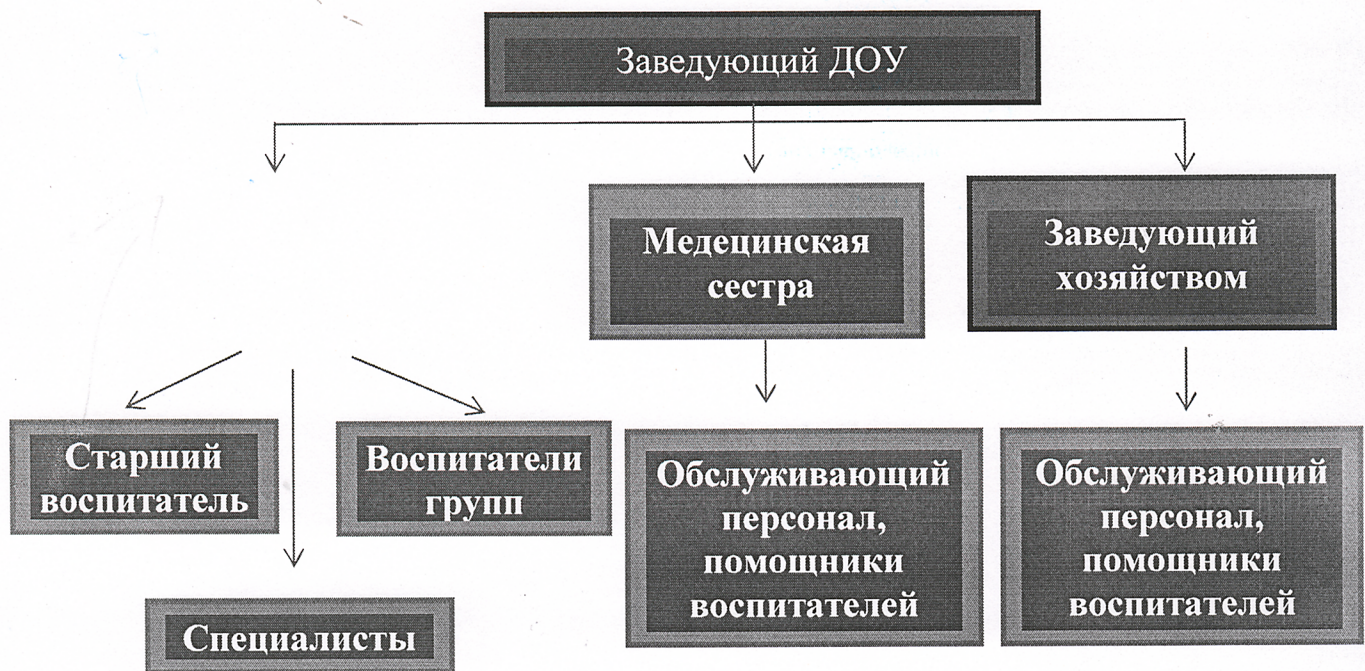 Заведующий ДОУ
Медецинская
сестра
Заведующий
хозяйством
Старший
воспитатель
Воспитатели
групп
Обслуживающий
персонал,
помощники
воспитателей
Обслуживающий
персонал,
помощники
воспитателей
Специалисты